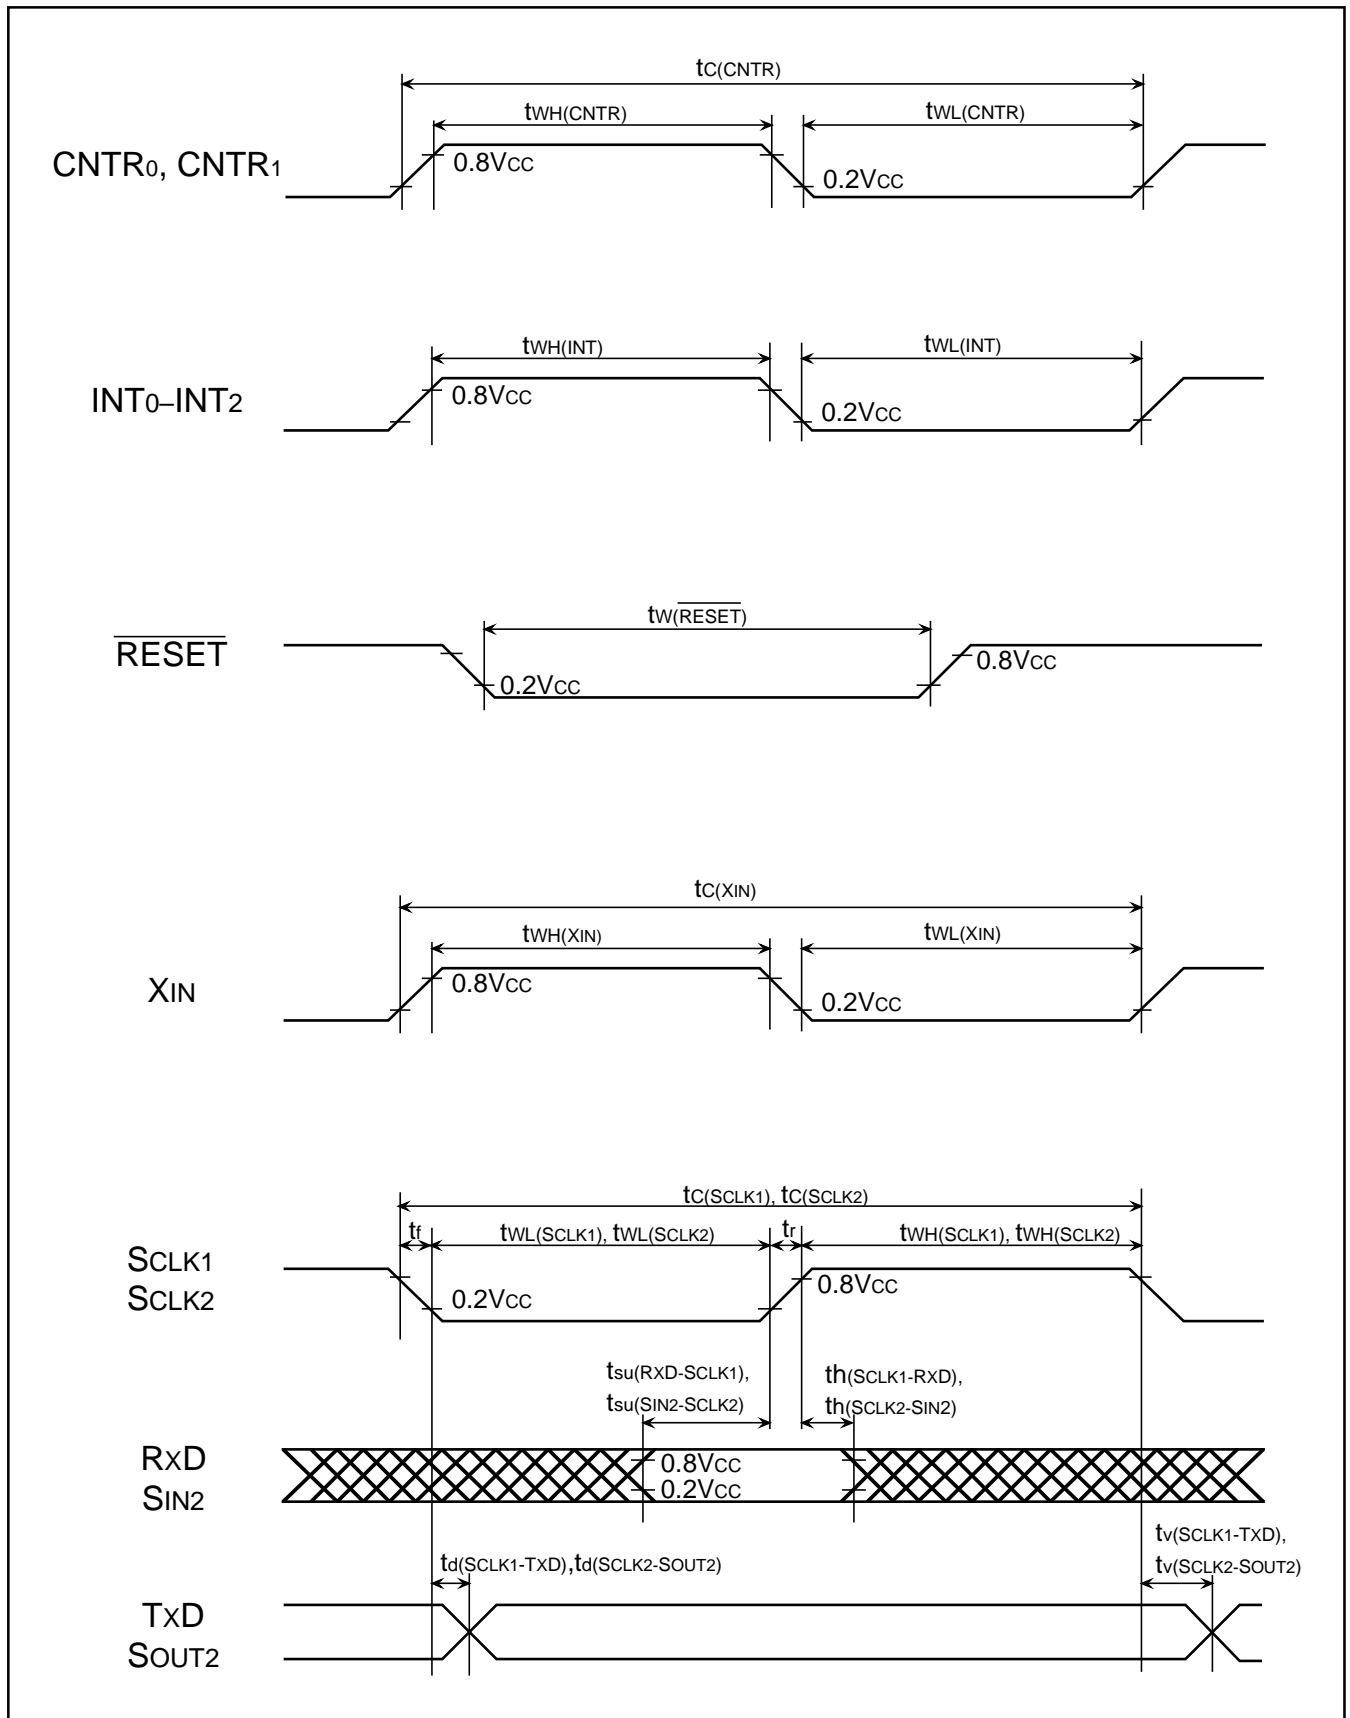 tC(CNTR)
tWH(CNTR)
tWL(CNTR)
CNTR0, CNTR1
0.8VCC
0.2VCC
tWH(INT)
tWL(INT)
INT0–INT2
0.8VCC
0.2VCC
tW(RESET)
RESET
0.2VCC
0.8VCC
tC(XIN)
tWH(XIN)
tWL(XIN)
XIN
0.8VCC
0.2VCC
tC(SCLK1), tC(SCLK2)
tf
tWL(SCLK1), tWL(SCLK2)
tr
tWH(SCLK1), tWH(SCLK2)
SCLK1
SCLK2
0.2VCC
0.8VCC
tsu(RXD-SCLK1),
tsu(SIN2-SCLK2)
th(SCLK1-RXD),
th(SCLK2-SIN2)
RXD
SIN2
0.8VCC
0.2VCC
td(SCLK1-TXD),td(SCLK2-SOUT2)
tv(SCLK1-TXD),
tv(SCLK2-SOUT2)
TXD
SOUT2